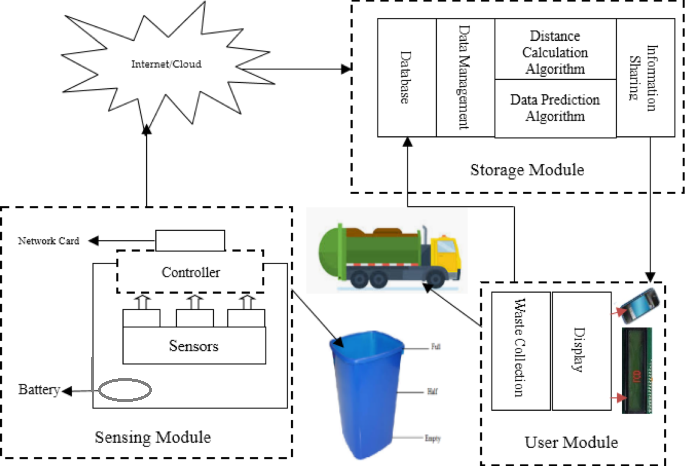 Internet/Cloud
Database
Data Management
Distance
Calculation
Algorithm
Data Prediction
Algorithm
Information
Sharing
Storage Module
Network Card
Controller
Sensors
Battery
Sensing Module
Full
Half
Empty
Waste Collection
Display
User Module